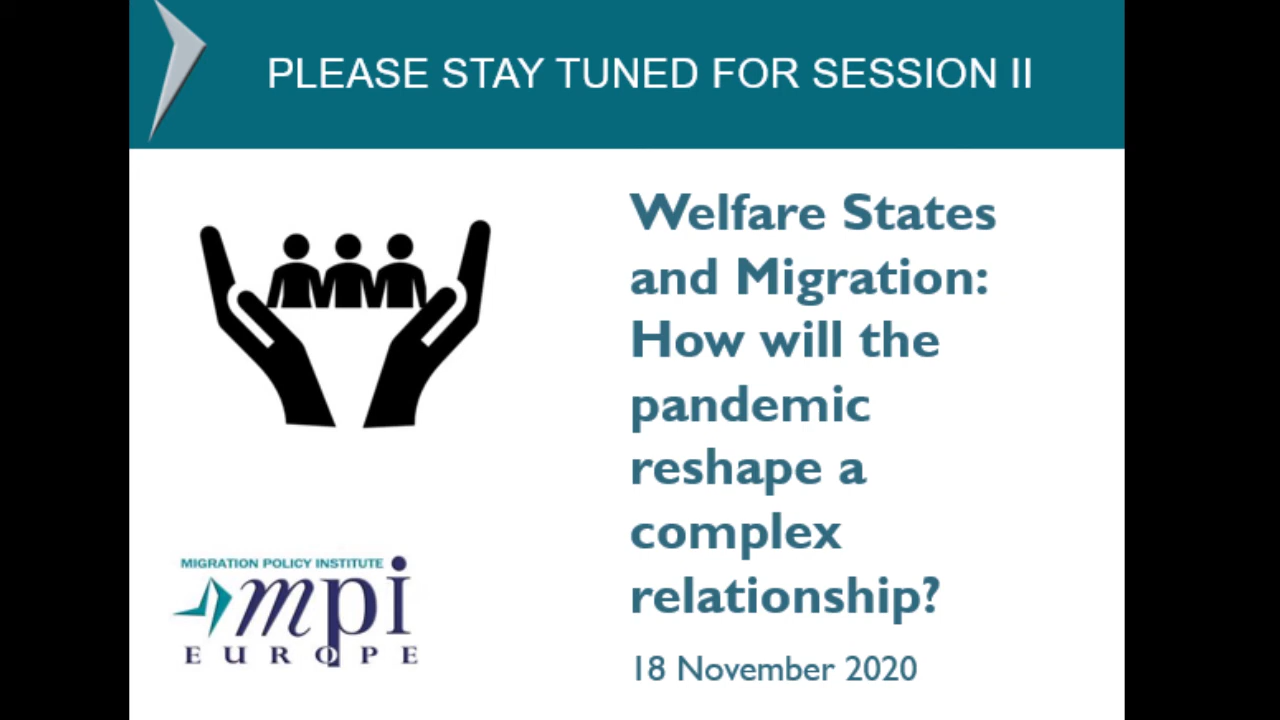 PLEASE STAY TUNED FOR SESSION II
Welfare States
and Migration:
How will the
pandemic
reshape a
complex
relationship?
18 November 2020
MIGRATION POLICY INSTITUTE
mpi
EUROPE